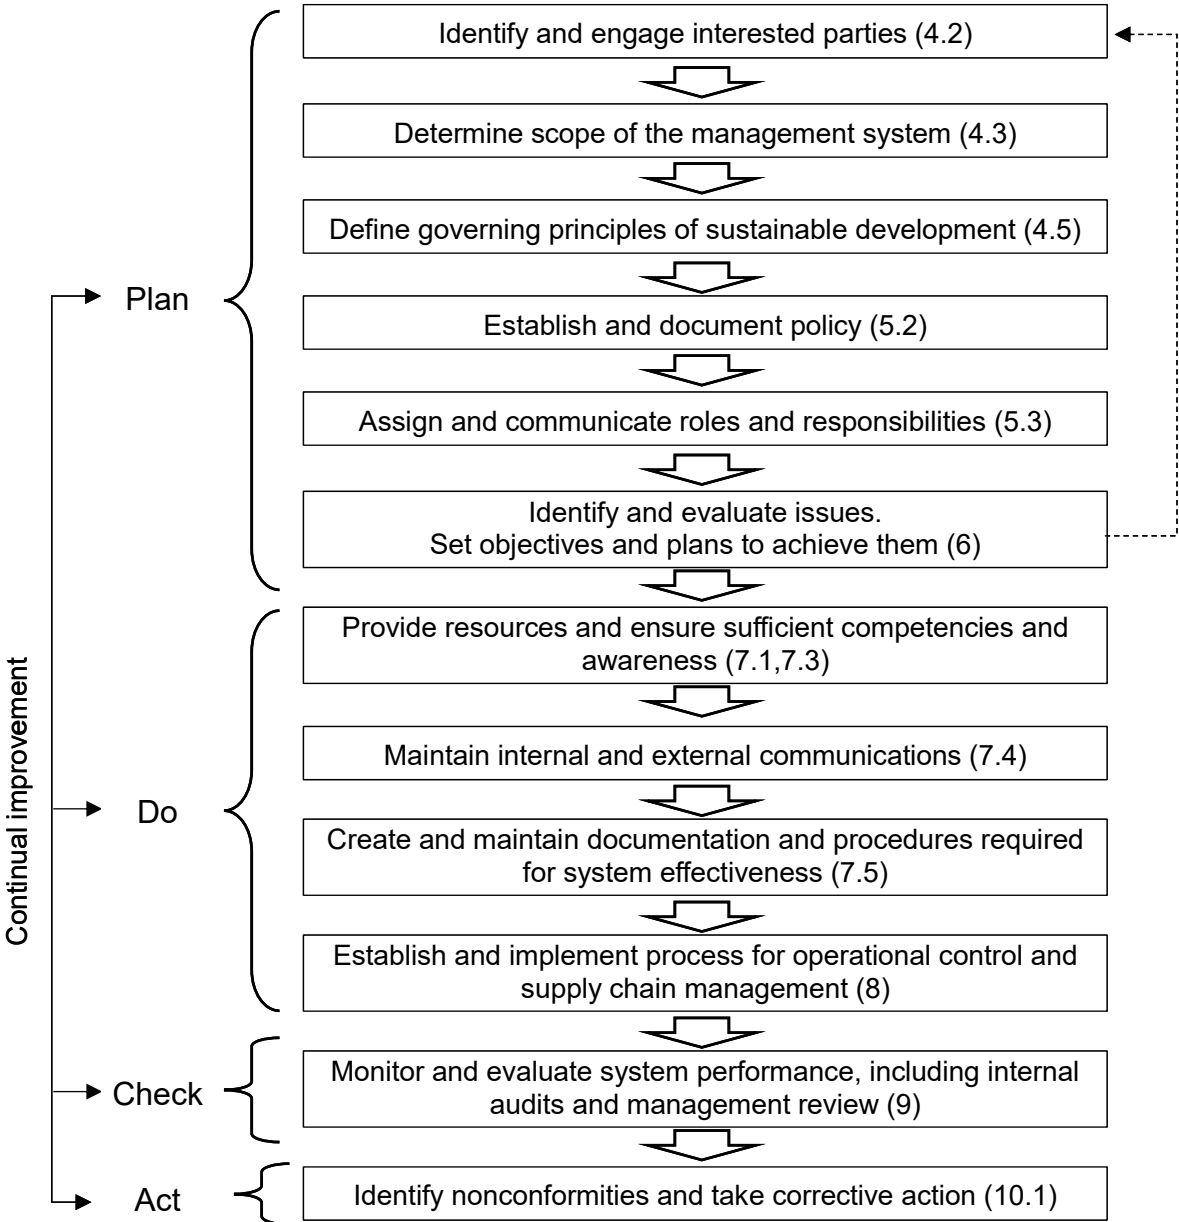 Identify and engage interested parties (4.2)
Determine scope of the management system (4.3)
Define governing principles of sustainable development (4.5)
Plan
Establish and document policy (5.2)
Assign and communicate roles and responsibilities (5.3)
Identify and evaluate issues.
Set objectives and plans to achieve them (6)
Provide resources and ensure sufficient competencies and
awareness (7.1,7.3)
Continual improvement
Maintain internal and external communications (7.4)
Do
Create and maintain documentation and procedures required
for system effectiveness (7.5)
Establish and implement process for operational control and
supply chain management (8)
Check
Monitor and evaluate system performance, including internal
audits and management review (9)
Act
Identify nonconformities and take corrective action (10.1)